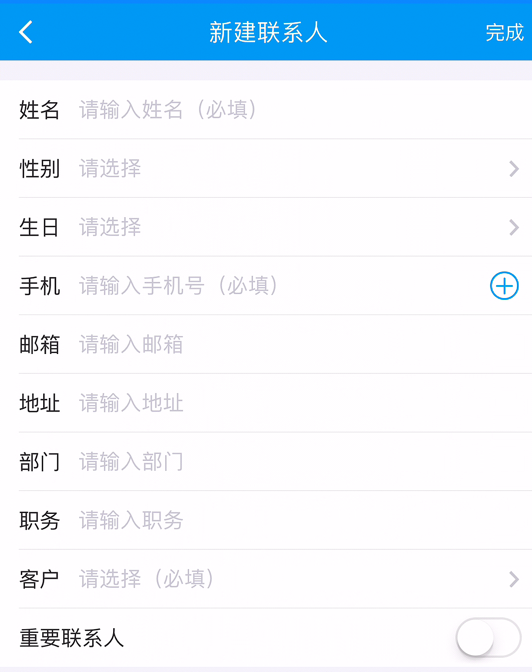 新建联系人 完成
姓名 请输入姓名（必填）
性别 请选择
生日 请选择
手机 请输入手机号（必填）
邮箱 请输入邮箱
地址 请输入地址
部门 请输入部门
职务 请输入职务
客户 请选择（必填）
重要联系人